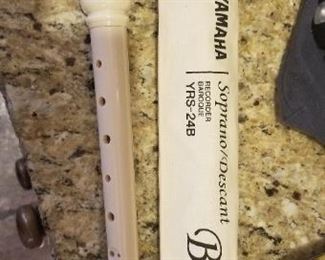 YAMAHA
Soprano/Descant
RECORDER
BAROQUE
YRS-24B